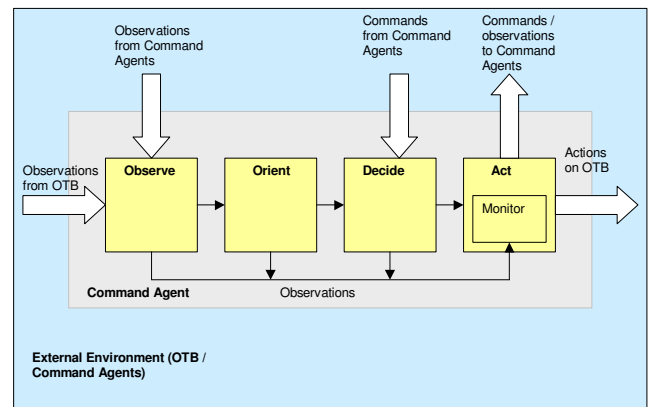 Observations
from Command
Agents
Commands
from Command
Agents
Commands /
observations
to Command
Agents
Observations
from OTB
Observe
Orient
Decide
Act
Monitor
Actions
on OTB
Command Agent
Observations
External Environment (OTB /
Command Agents)